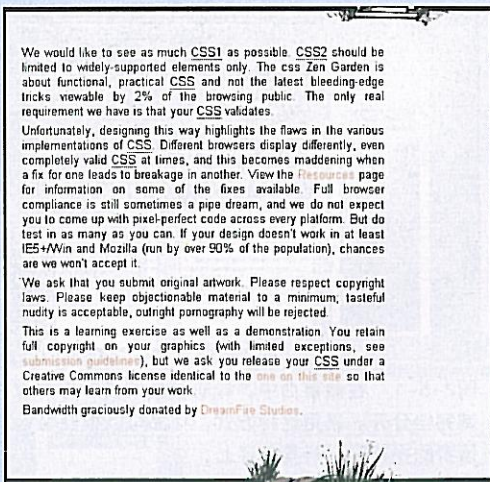 We would like to see as much CSS1 as possible. CSS2 should be
limited to widely-supported elements only. The css Zen Garden is
about functional, practical CSS and not the latest bleeding-edge
tricks viewable by 2% of the browsing public. The only real
requirement we have is that your CSS validates.
Unfortunately, designing this way highlights the flaws in the various
implementations of CSS. Different browsers display differently, even
completely valid CSS at times, and this becomes maddening when
a fix for one leads to breakage in another. View the Resources page
for information on some of the fixes available. Full browser
compliance is still sometimes a pipe dream, and we do not expect
you to come up with pixel-perfect code across every platform. But do
test in as many as you can. If your design doesn't work in at least
IE5+/Win and Mozilla (run by over 90% of the population), chances
are we won't accept it.
We ask that you submit original artwork. Please respect copyright
laws. Please keep objectionable material to a minimum; tasteful
nudity is acceptable, outright pornography will be rejected.
This is a learning exercise as well as a demonstration. You retain
full copyright on your graphics (with limited exceptions, see
submission guidelines), but we ask you release your CSS under a
Creative Commons license identical to the one on this site so that
others may learn from your work.
Bandwidth graciously donated by DreamFire Studios.